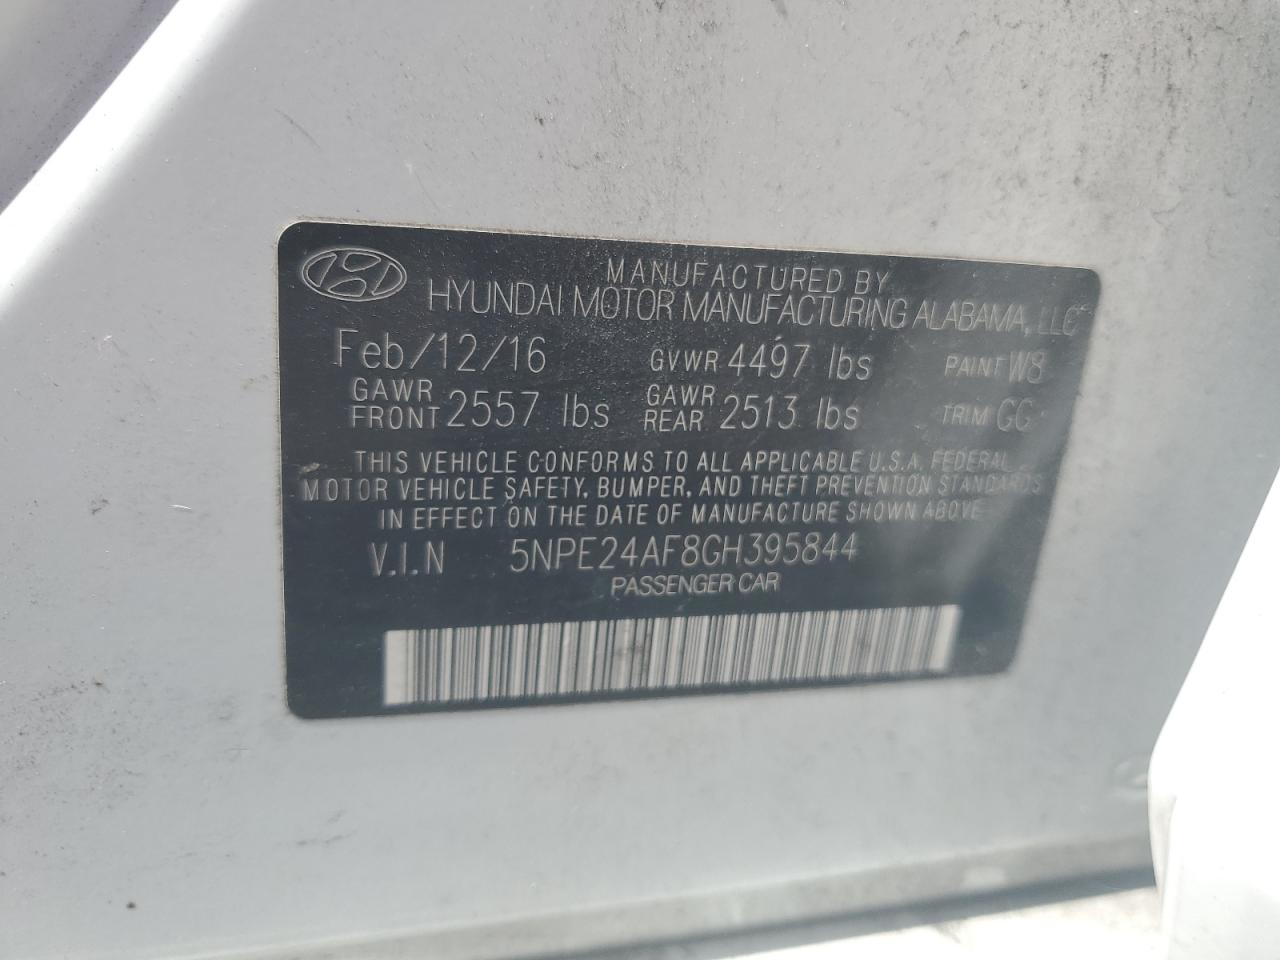 MANUFACTURED BY
HYUNDAI MOTOR MANUFACTURING ALABAMA, LLC
Feb/12/16 GVWR 4497 lbs PAINT W8
GAWR FRONT 2557 lbs GAWR REAR 2513 lbs TRIM GG
THIS VEHICLE CONFORMS TO ALL APPLICABLE U.S.A. FEDERAL
MOTOR VEHICLE SAFETY, BUMPER, AND THEFT PREVENTION STANDARDS
IN EFFECT ON THE DATE OF MANUFACTURE SHOWN ABOVE
V.I.N 5NPE24AF8GH395844
PASSENGER CAR